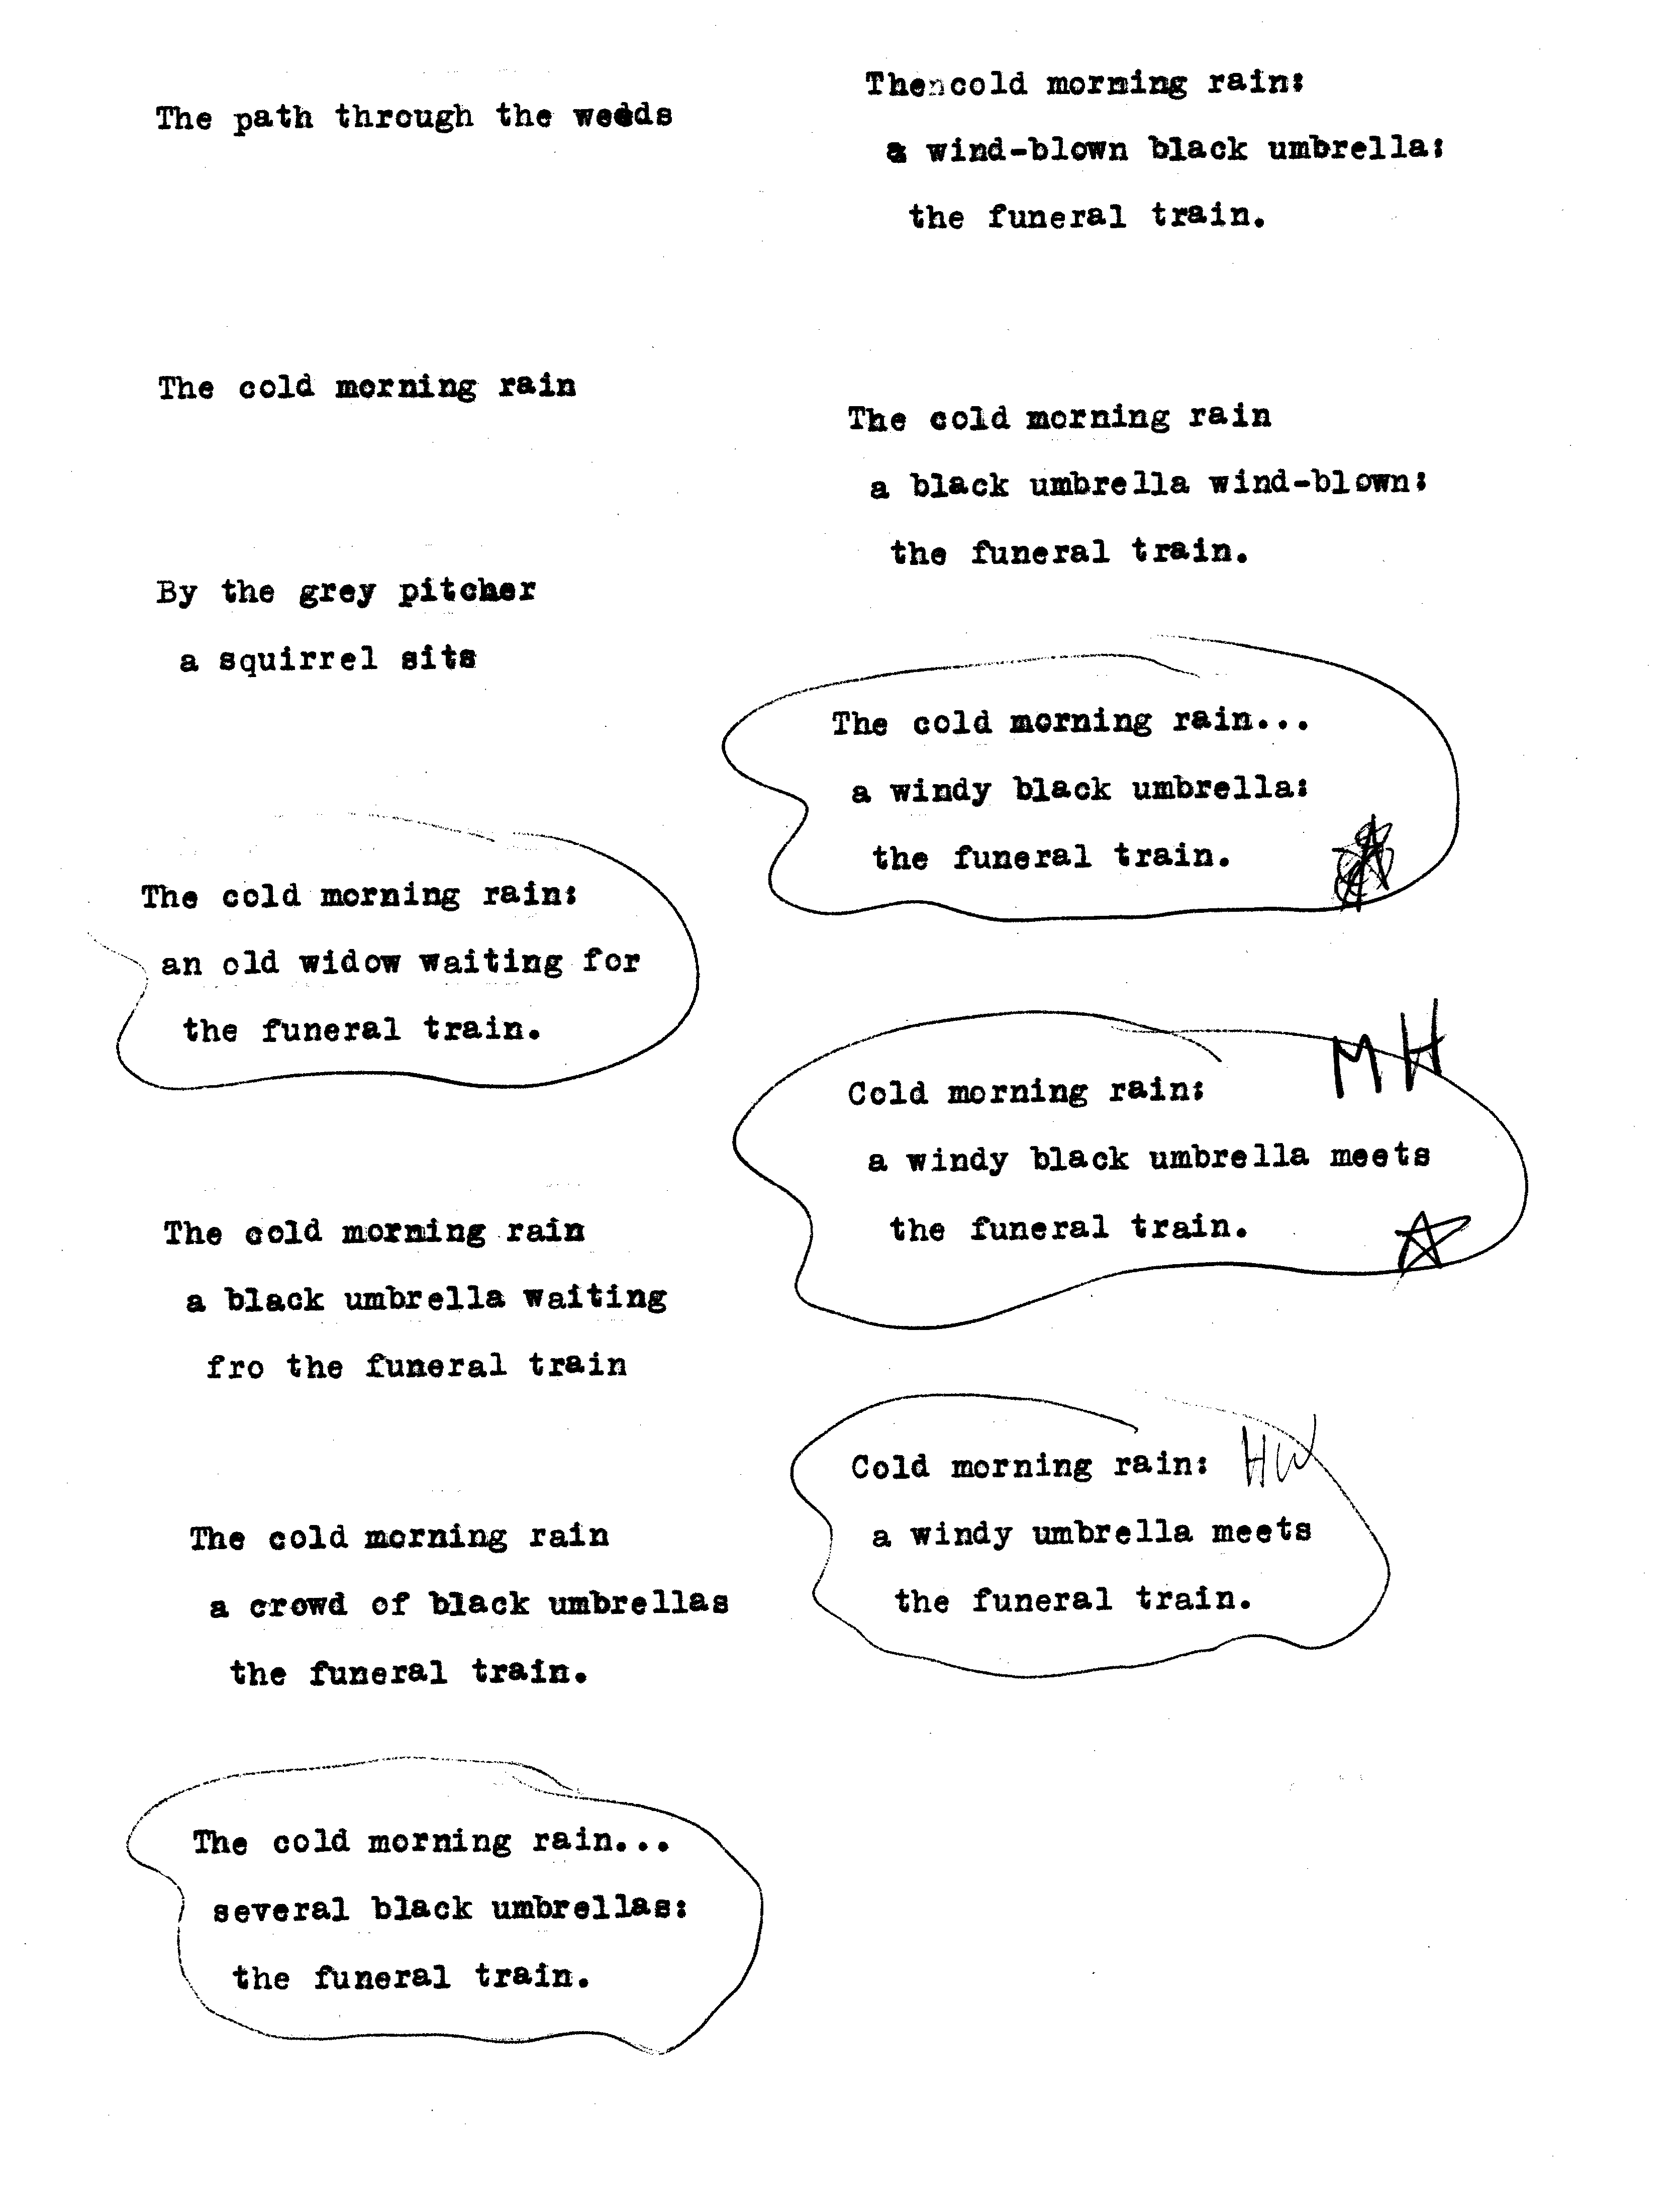 The path through the weeds
The cold morning rain
By the grey pitcher
a squirrel sits
The cold morning rain:
an old widow waiting for
the funeral train.
The cold morning rain
a black umbrella waiting
fro the funeral train
The cold morning rain
a crowd of black umbrellas
the funeral train.
The cold morning rain...
several black umbrellas:
the funeral train.
Thencold morning rain:
a wind-blown black umbrella:
the funeral train.
The cold morning rain
a black umbrella wind-blown:
the funeral train.
The cold morning rain...
a windy black umbrella:
the funeral train.
MH
Cold morning rain:
a windy black umbrella meets
the funeral train.
Cold morning rain: HW
a windy umbrella meets
the funeral train.